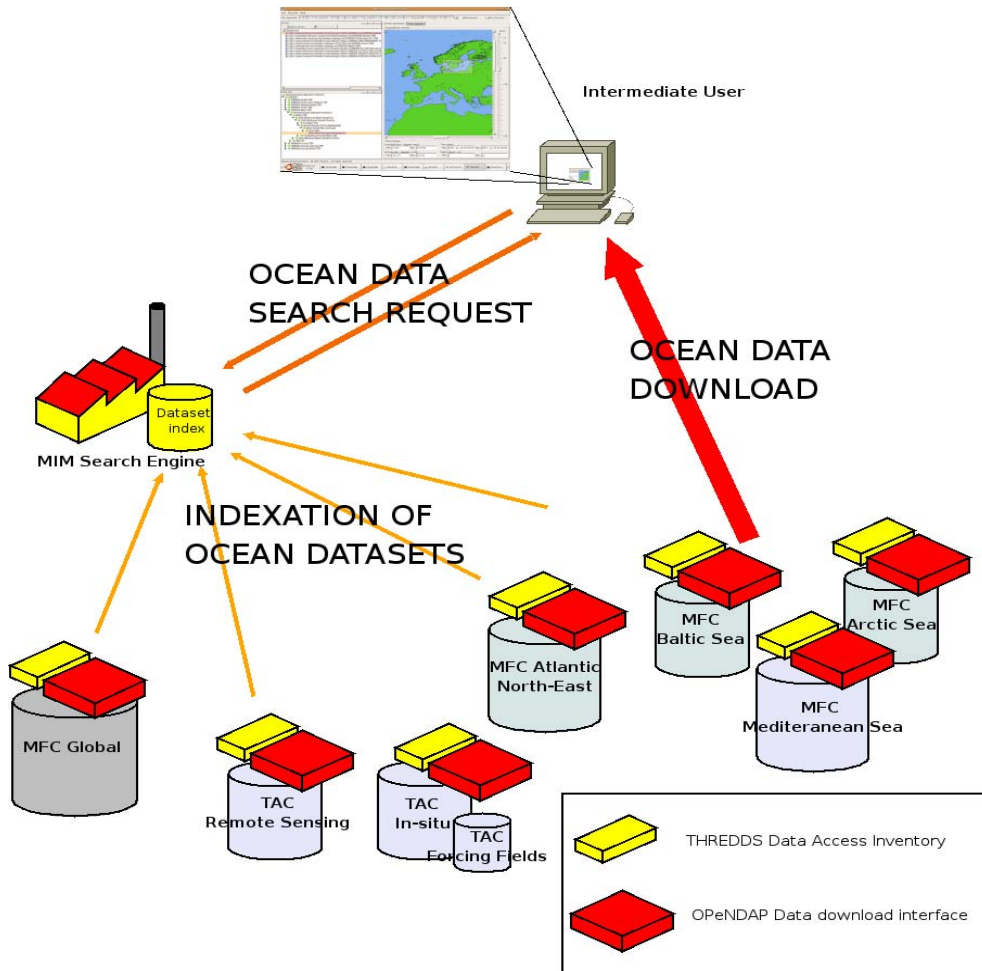 Intermediate User
OCEAN DATA
SEARCH REQUEST
OCEAN DATA
DOWNLOAD
Dataset
index
MIM Search Engine
INDEXATION OF
OCEAN DATASETS
MFC
Baltic Sea
MFC
Arctic Sea
MFC Atlantic
North-East
MFC
Mediteranean Sea
MFC Global
TAC
Remote Sensing
TAC
In-situ
TAC
Forcing Fields
THREDDS Data Access Inventory
OPeNDAP Data download interface